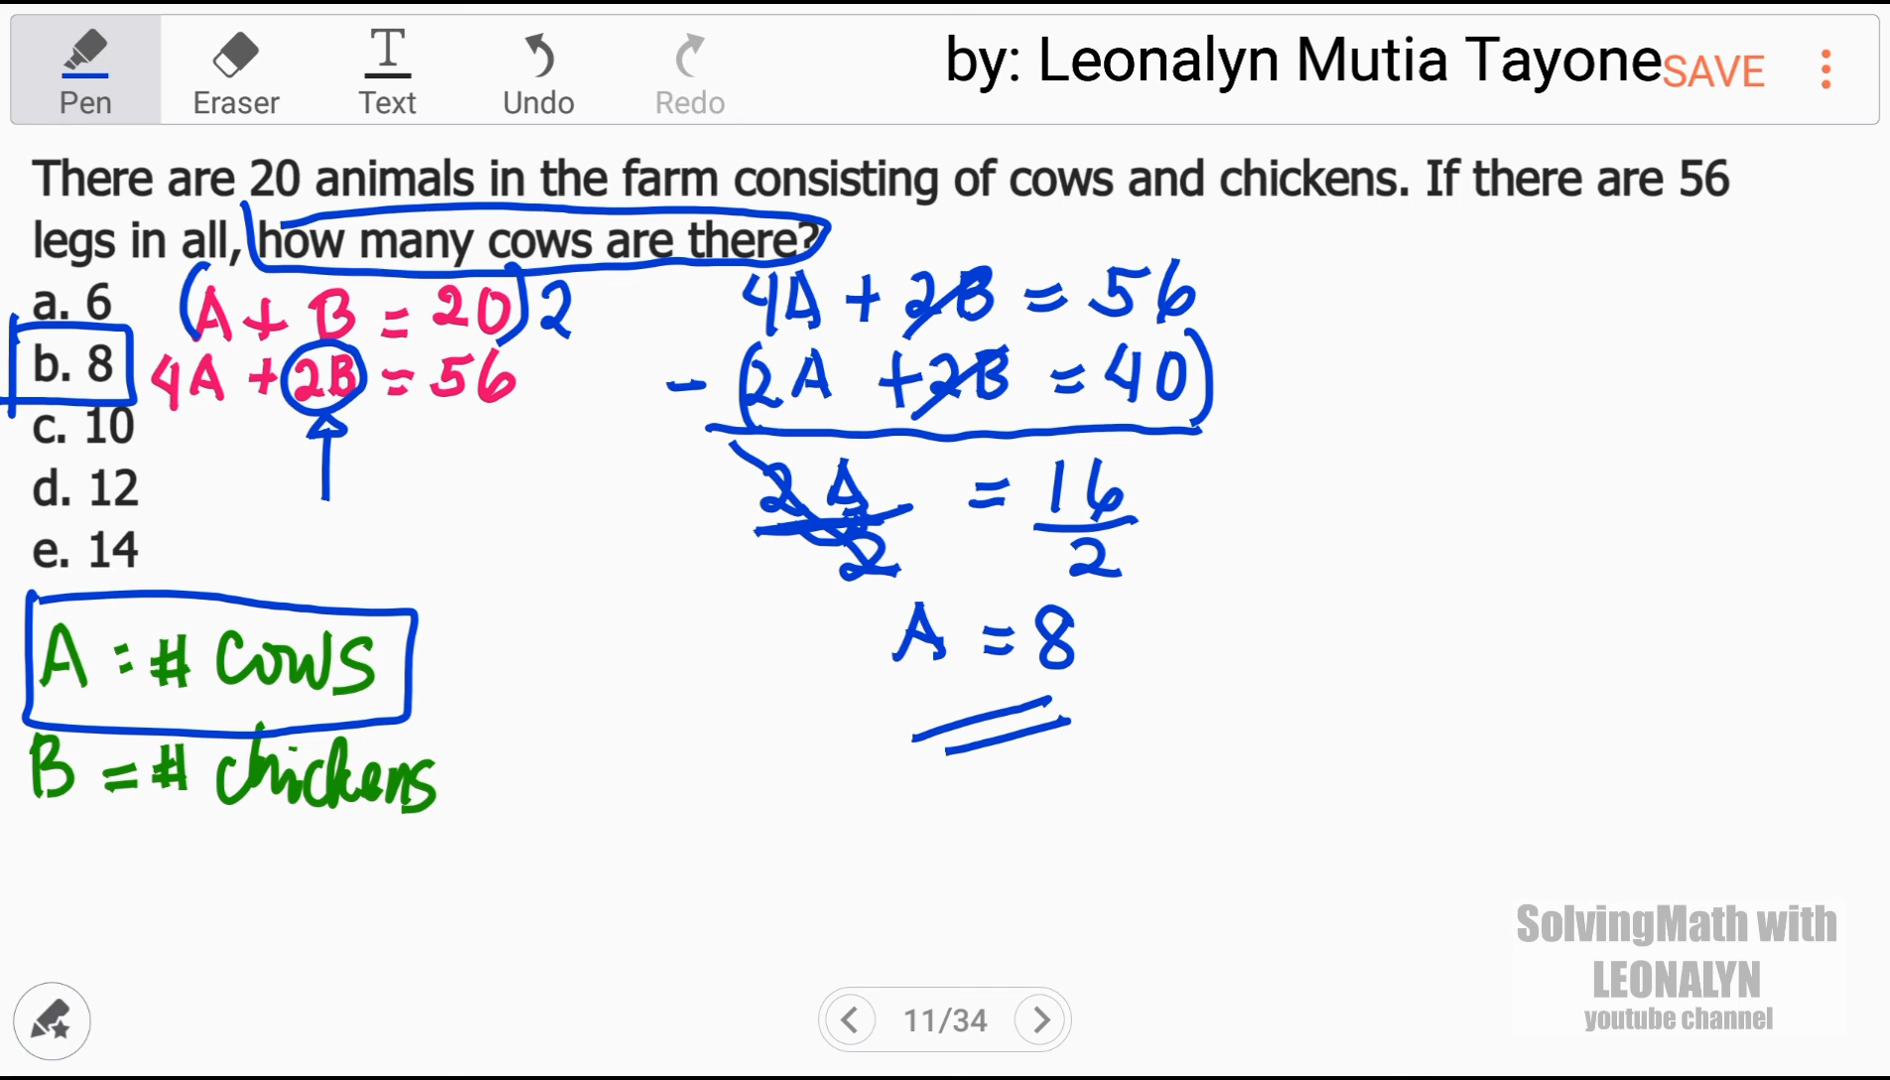 Pen
Eraser
Text
Undo
Redo
by: Leonalyn Mutia Tayone
SAVE
There are 20 animals in the farm consisting of cows and chickens. If there are 56
legs in all, how many cows are there?
a. 6
b. 8
c. 10
d. 12
e. 14
(A + B = 20)2
4A + 2B = 56
4A + 2B = 56
- (2A + 2B = 40)
2A = 16
2 2
A = 8
A : # cows
B = # chickens
SolvingMath with
LEONALYN
youtube channel
11/34